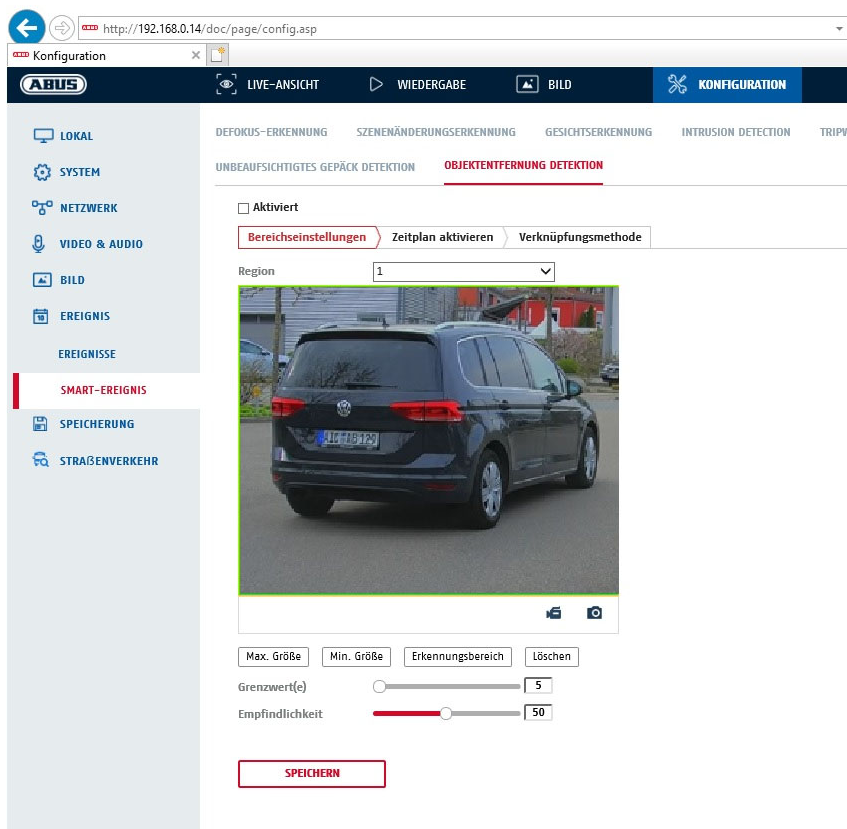 http://192.168.0.14/doc/page/config.asp
Konfiguration
ABUS LIVE-ANSICHT WIEDERGABE BILD KONFIGURATION
DEFOKUS-ERKENNUNG SZENENÄNDERUNGSERKENNUNG GESICHTSERKENNUNG INTRUSION DETECTION
UNBEAUFSICHTIGTES GEPÄCK DETEKTION OBJEKTENTFERNUNG DETEKTION
LOKAL
SYSTEM
NETZWERK
VIDEO & AUDIO
BILD
EREIGNIS
EREIGNISSE
SMART-EREIGNIS
SPEICHERUNG
STRAßENVERKEHR
Aktiviert
Bereichseinstellungen Zeitplan aktivieren Verknüpfungsmethode
Region 1
Max. Größe Min. Größe Erkennungsbereich Löschen
Grenzwert(e) 5
Empfindlichkeit 50
SPEICHERN